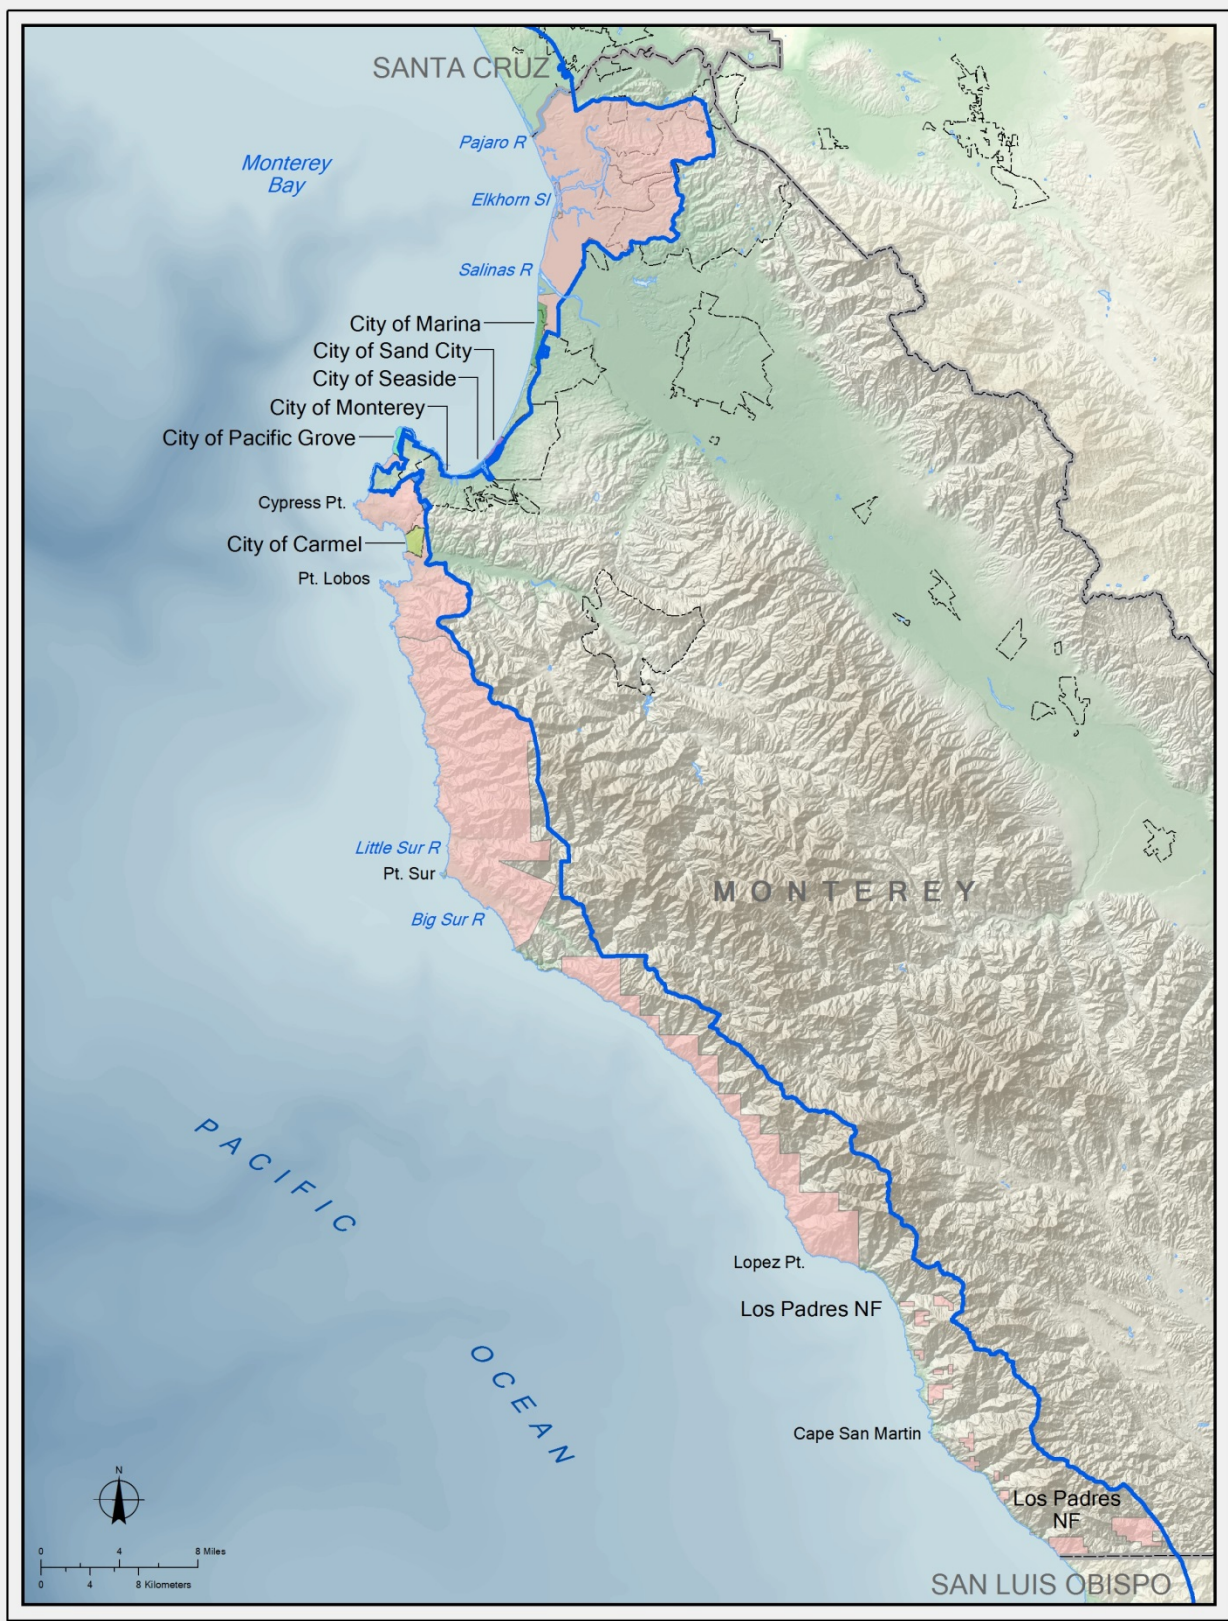 SANTA CRUZ
Pajaro R
Monterey
Bay
Elkhorn Sl
Salinas R
City of Marina
City of Sand City
City of Seaside
City of Monterey
City of Pacific Grove
Cypress Pt.
City of Carmel
Pt. Lobos
Little Sur R
Pt. Sur
MONTEREY
Big Sur R
PACIFIC
OCEAN
Lopez Pt.
Los Padres NF
Cape San Martin
Los Padres
NF
N
0 4 8 Miles
0 4 8 Kilometers
SAN LUIS OBISPO